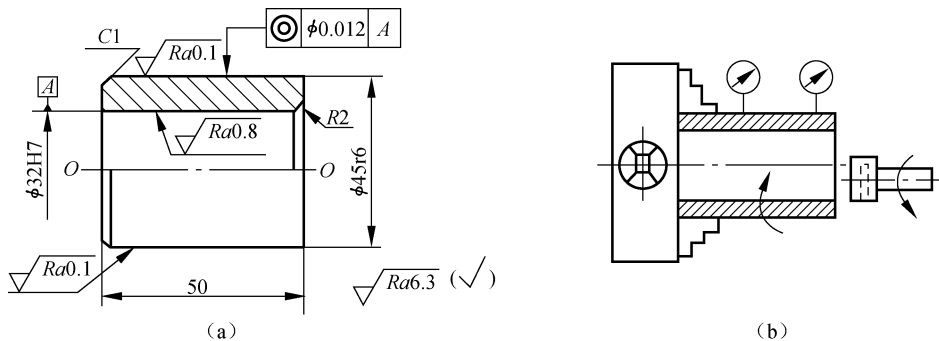 C1
Ra0.1
◎ ϕ0.012 A
A
Ra0.8
R2
O
O
ϕ32H7
ϕ45r6
Ra0.1
50
Ra6.3 (√)
(a)
(b)